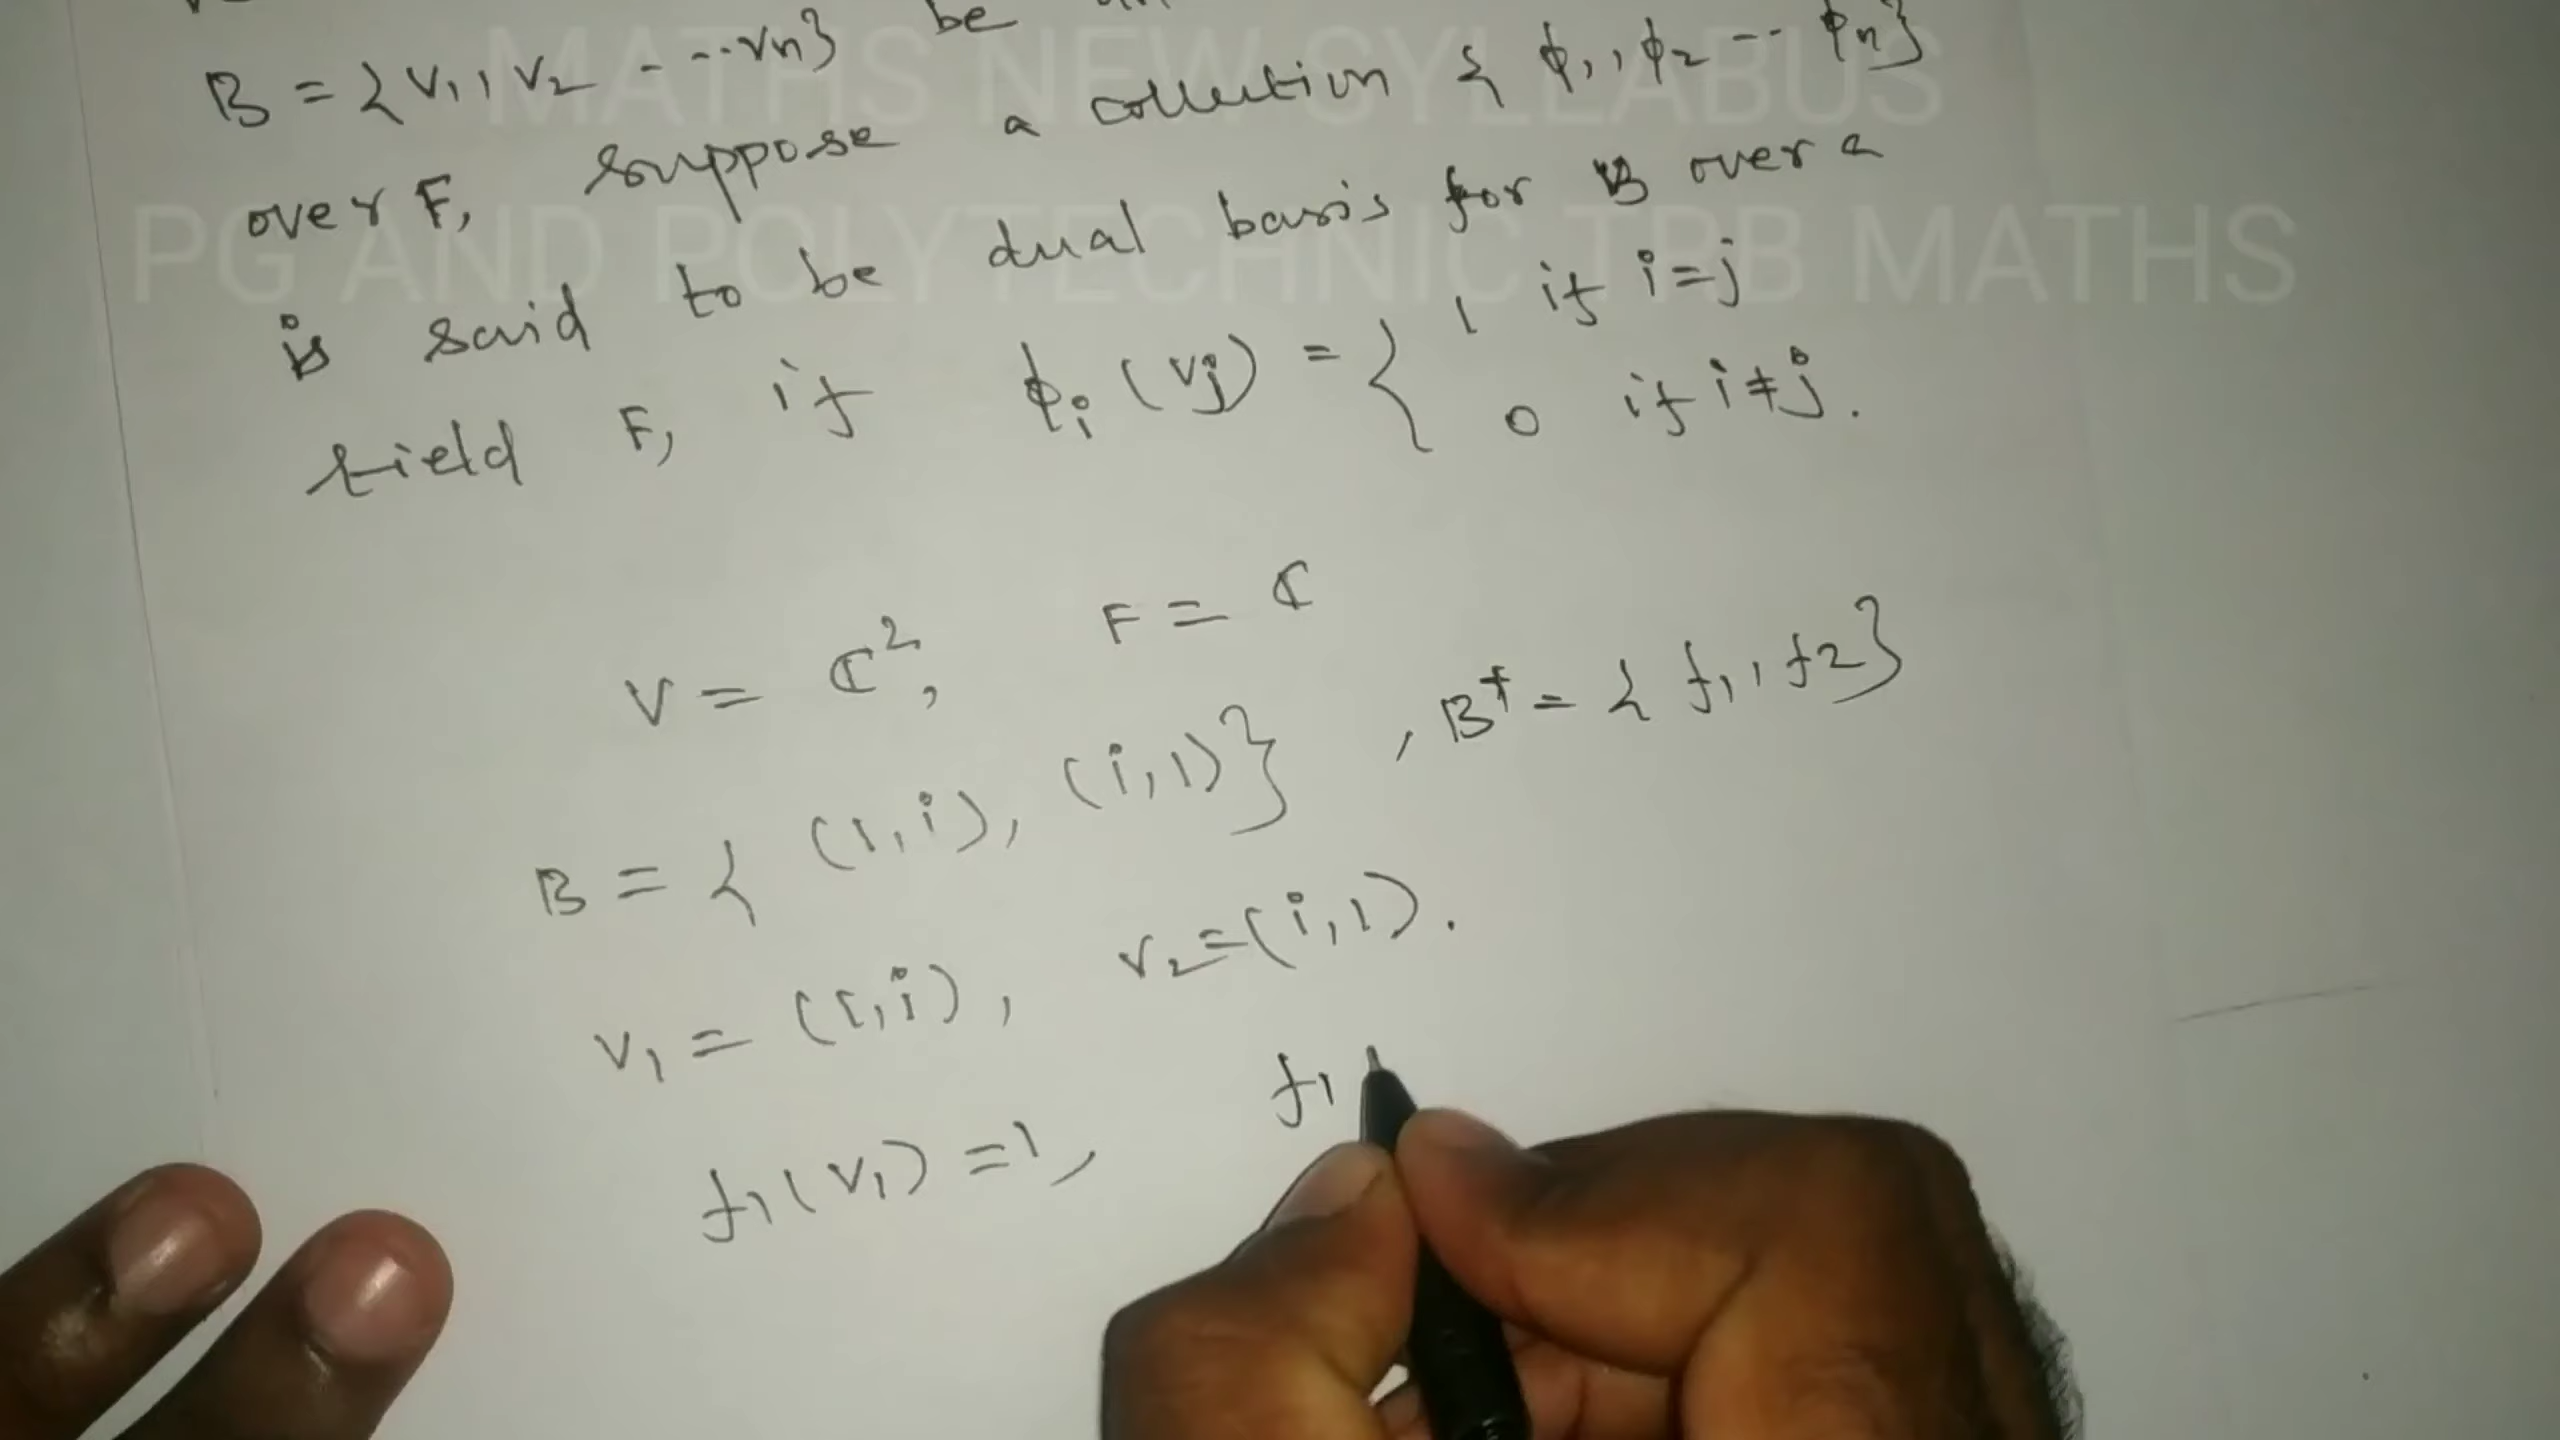 B = {v1, v2 - - ..vn} be
over F, suppose a collection { ϕ1, ϕ2 -- ϕn}
is said to be dual basis for B over a
field F, if ϕi (vj) = { 1 if i=j
0 if i≠j.
V = ℂ², F = ℂ
B = { (1,i), (i,1)} , B* = { f1, f2}
v1 = (1,i), v2=(i,1).
f1(v1) =1, f1
MATHS NEW SYLLABUS
PG AND POLYTECHNIC TRB MATHS